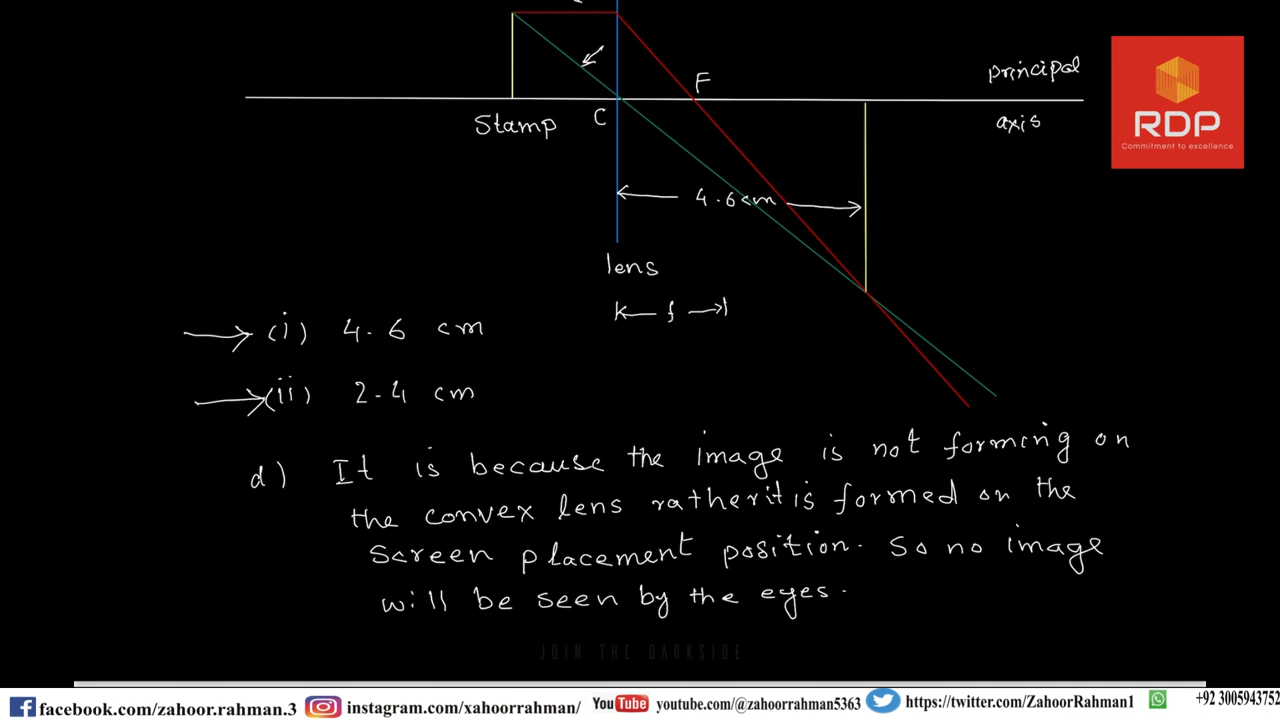 F
principal
axis
Stamp
C
4.6cm
lens
f
(i) 4.6 cm
(ii) 2.4 cm
d) It is because the image is not forming on
the convex lens ratheritis formed on the
screen placement position. So no image
will be seen by the eyes.
RDP
Commitment to excellence
JOIN THE DARKSIDE
facebook.com/zahoor.rahman.3
instagram.com/xahoorrahman/
YouTube
youtube.com/@zahoorrahman5363
https://twitter.com/ZahoorRahman1
+92 3005943752